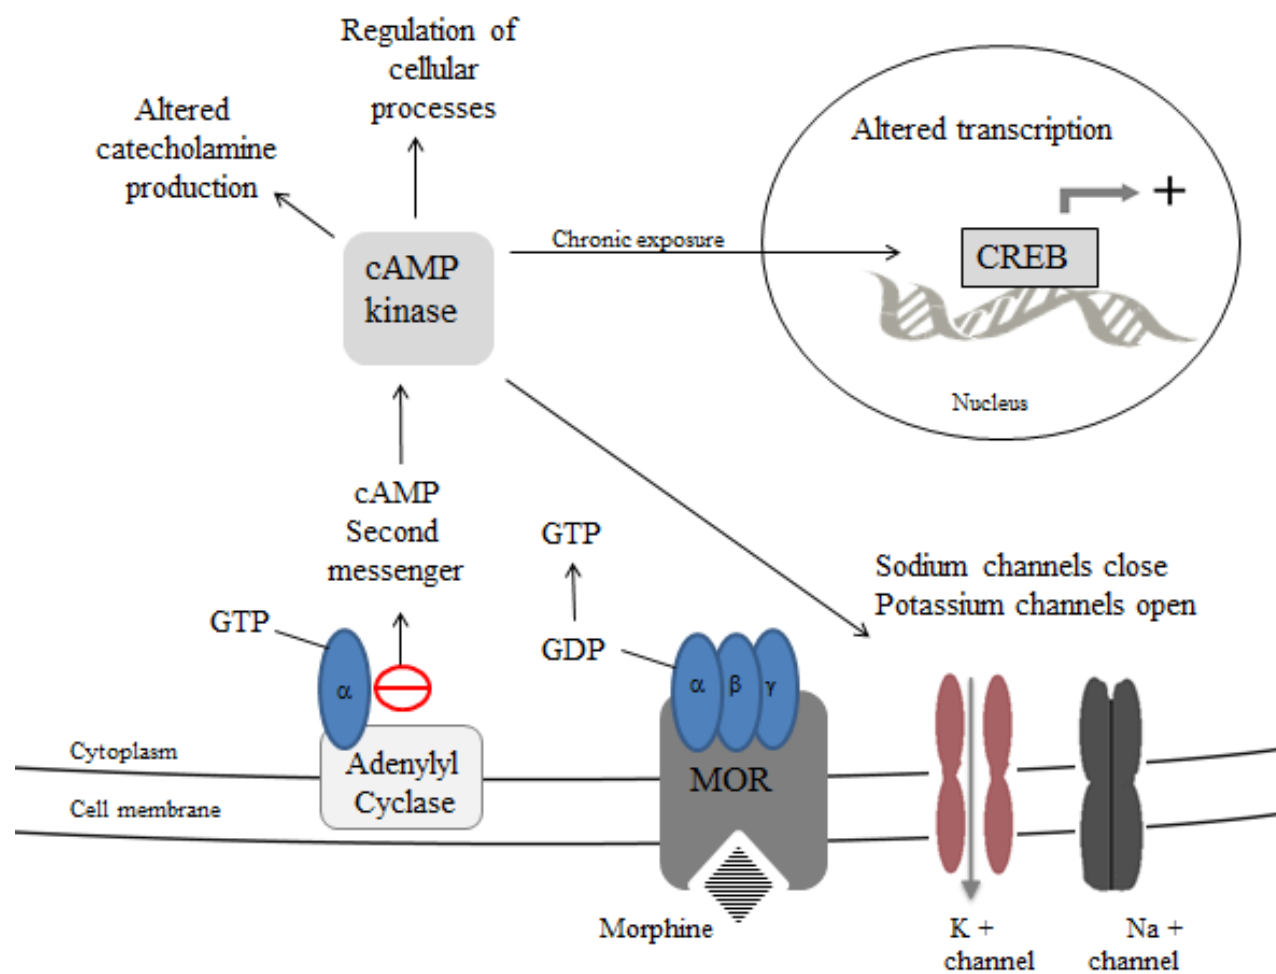 Regulation of
cellular
processes
Altered
catecholamine
production
Altered transcription
+
Chronic exposure
cAMP
kinase
CREB
Nucleus
cAMP
Second
messenger
GTP
Sodium channels close
Potassium channels open
GTP
GDP
α
α
β
γ
Cytoplasm
Adenylyl
Cyclase
MOR
Cell membrane
Morphine
K +
channel
Na +
channel